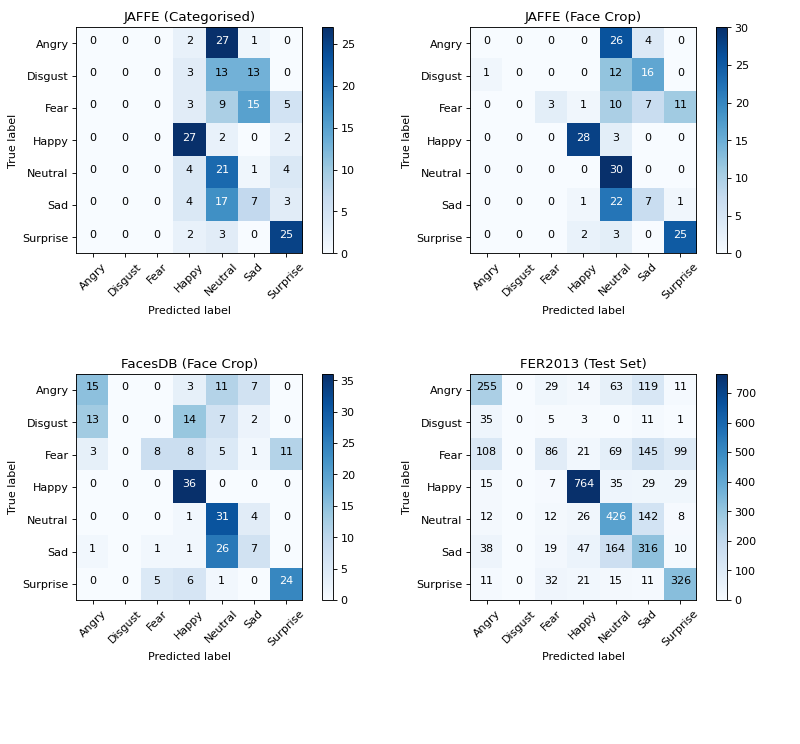 JAFFE (Categorised)
True label
Angry 0 0 0 2 27 1 0
Disgust 0 0 0 3 13 13 0
Fear 0 0 0 3 9 15 5
Happy 0 0 0 27 2 0 2
Neutral 0 0 0 4 21 1 4
Sad 0 0 0 4 17 7 3
Surprise 0 0 0 2 3 0 25
Angry Disgust Fear Happy Neutral Sad Surprise
Predicted label
25
20
15
10
5
0
JAFFE (Face Crop)
True label
Angry 0 0 0 0 26 4 0
Disgust 1 0 0 0 12 16 0
Fear 0 0 3 1 10 7 11
Happy 0 0 0 28 3 0 0
Neutral 0 0 0 0 30 0 0
Sad 0 0 0 1 22 7 1
Surprise 0 0 0 2 3 0 25
Angry Disgust Fear Happy Neutral Sad Surprise
Predicted label
30
25
20
15
10
5
0
FacesDB (Face Crop)
True label
Angry 15 0 0 3 11 7 0
Disgust 13 0 0 14 7 2 0
Fear 3 0 8 8 5 1 11
Happy 0 0 0 36 0 0 0
Neutral 0 0 0 1 31 4 0
Sad 1 0 1 1 26 7 0
Surprise 0 0 5 6 1 0 24
Angry Disgust Fear Happy Neutral Sad Surprise
Predicted label
35
30
25
20
15
10
5
0
FER2013 (Test Set)
True label
Angry 255 0 29 14 63 119 11
Disgust 35 0 5 3 0 11 1
Fear 108 0 86 21 69 145 99
Happy 15 0 7 764 35 29 29
Neutral 12 0 12 26 426 142 8
Sad 38 0 19 47 164 316 10
Surprise 11 0 32 21 15 11 326
Angry Disgust Fear Happy Neutral Sad Surprise
Predicted label
700
600
500
400
300
200
100
0